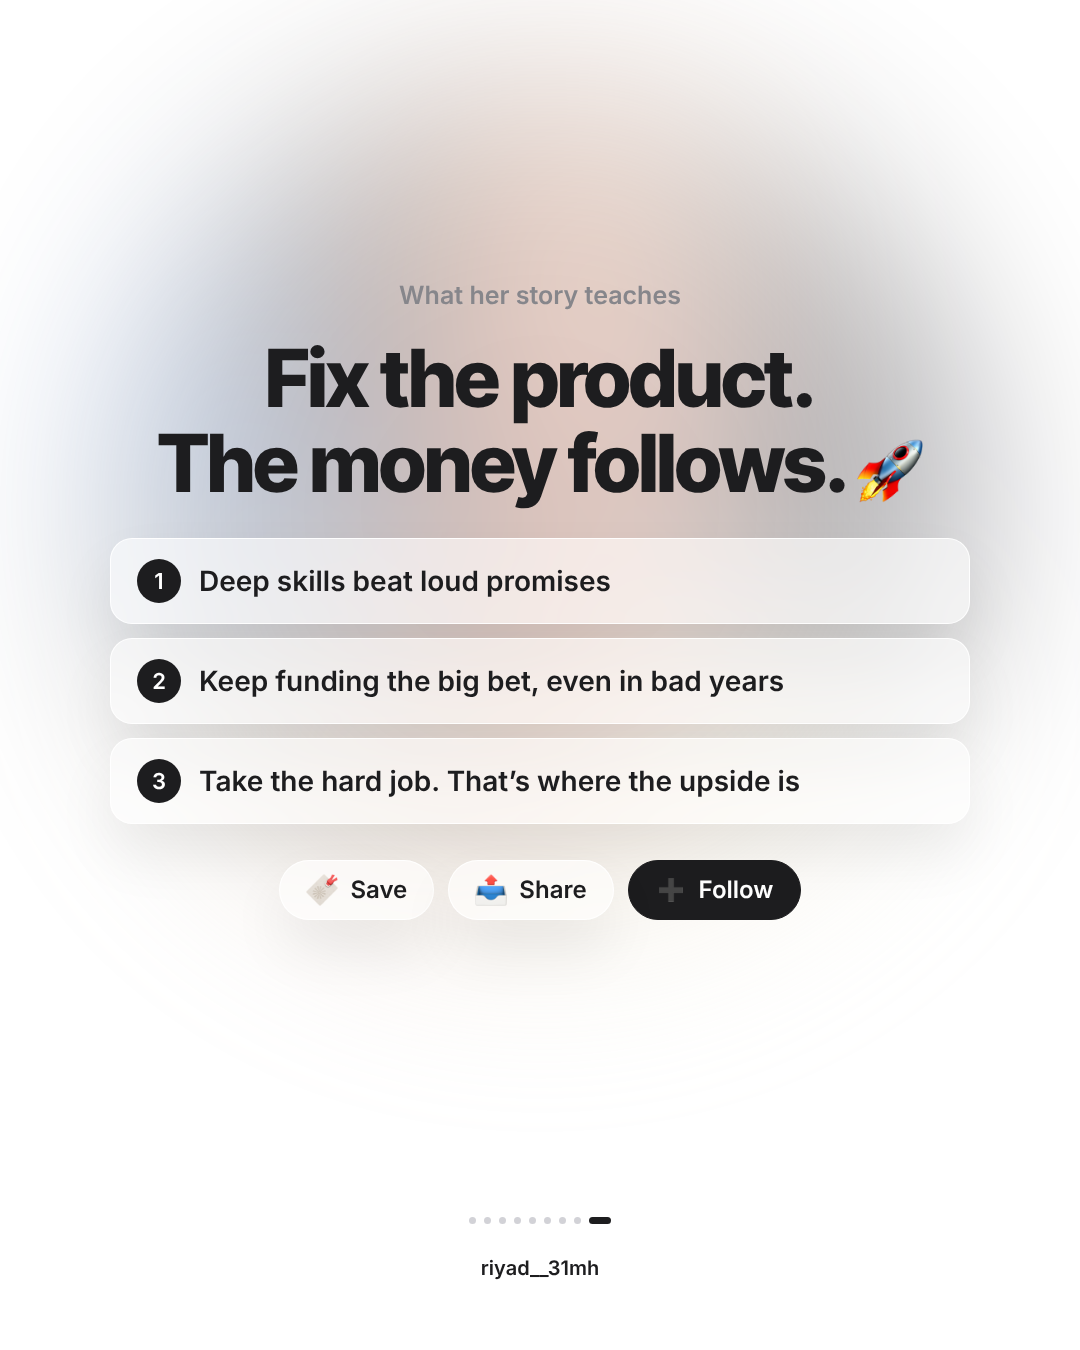 What her story teaches
Fix the product.
The money follows. 🚀
1 Deep skills beat loud promises
2 Keep funding the big bet, even in bad years
3 Take the hard job. That’s where the upside is
Save Share Follow
riyad__31mh